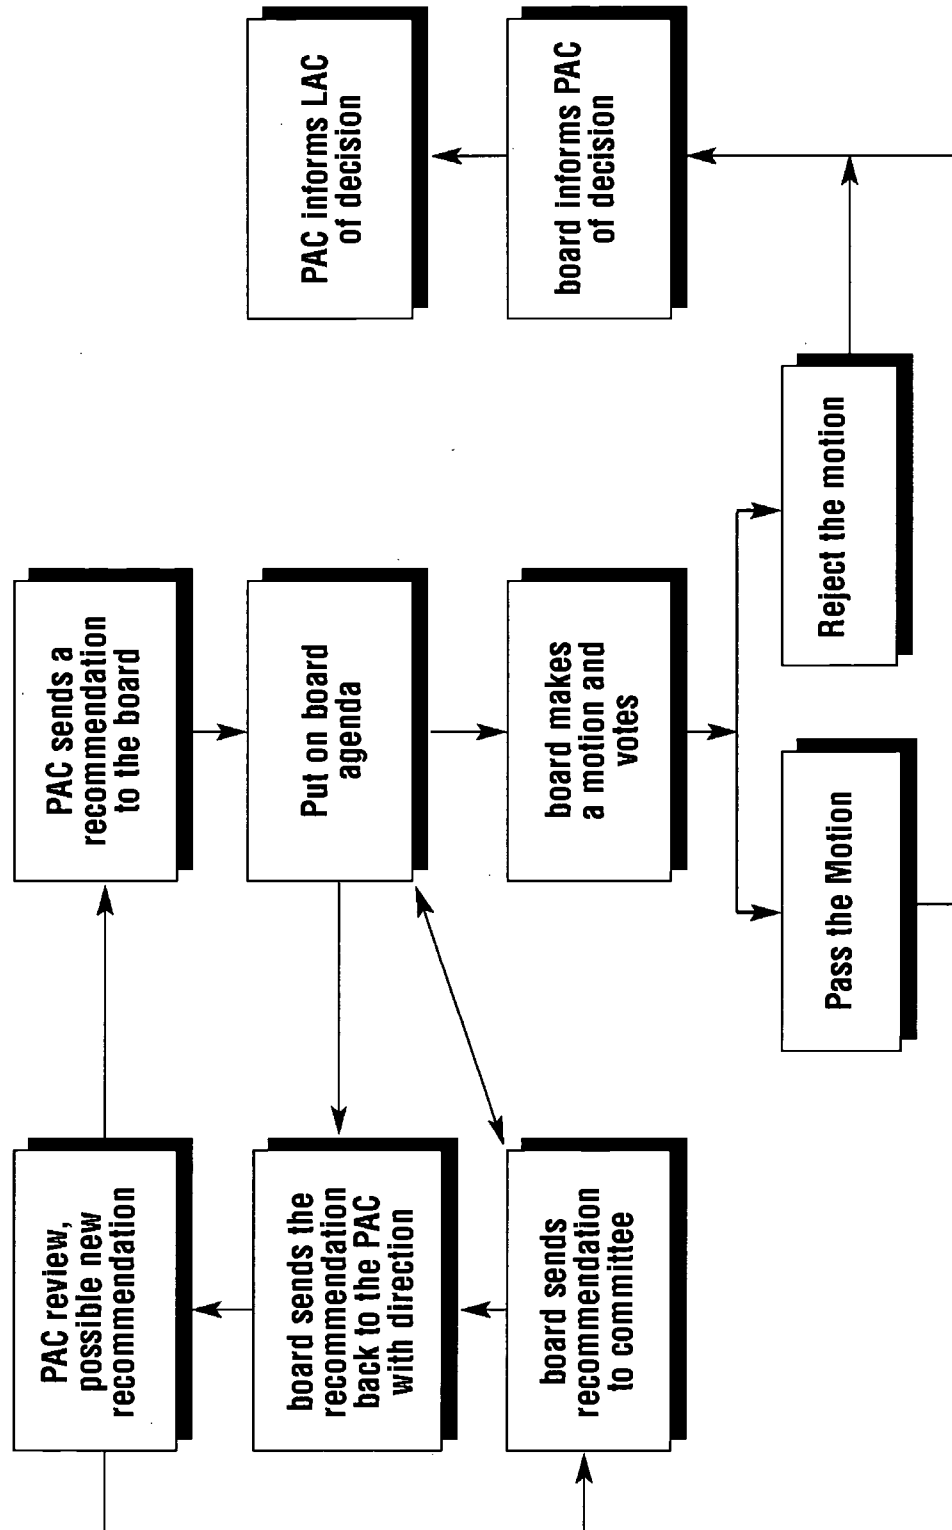 PAC review,
possible new
recommendation
PAC sends a
recommendation
to the board
board sends the
recommendation
back to the PAC
with direction
Put on board
agenda
PAC informs LAC
of decision
board sends
recommendation
to committee
board makes
a motion and
votes
board informs PAC
of decision
Pass the Motion
Reject the motion